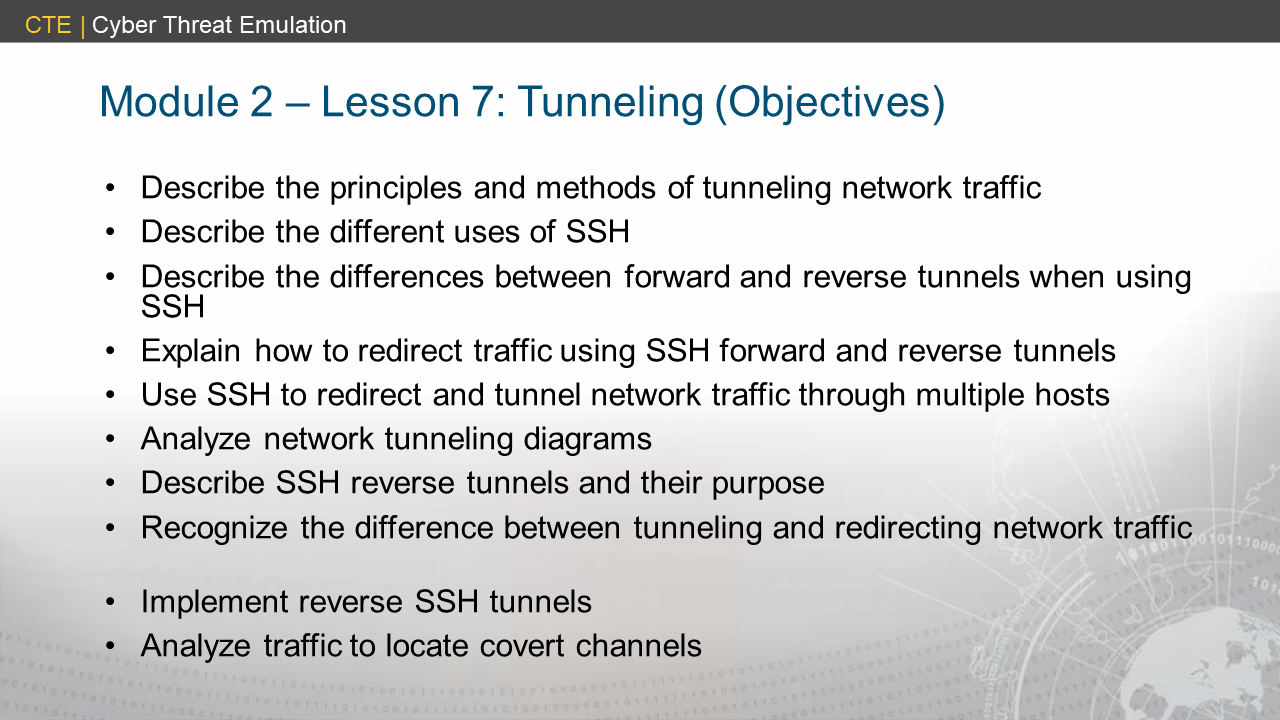 CTE | Cyber Threat Emulation
Module 2 – Lesson 7: Tunneling (Objectives)
• Describe the principles and methods of tunneling network traffic
• Describe the different uses of SSH
• Describe the differences between forward and reverse tunnels when using
SSH
• Explain how to redirect traffic using SSH forward and reverse tunnels
• Use SSH to redirect and tunnel network traffic through multiple hosts
• Analyze network tunneling diagrams
• Describe SSH reverse tunnels and their purpose
• Recognize the difference between tunneling and redirecting network traffic
• Implement reverse SSH tunnels
• Analyze traffic to locate covert channels